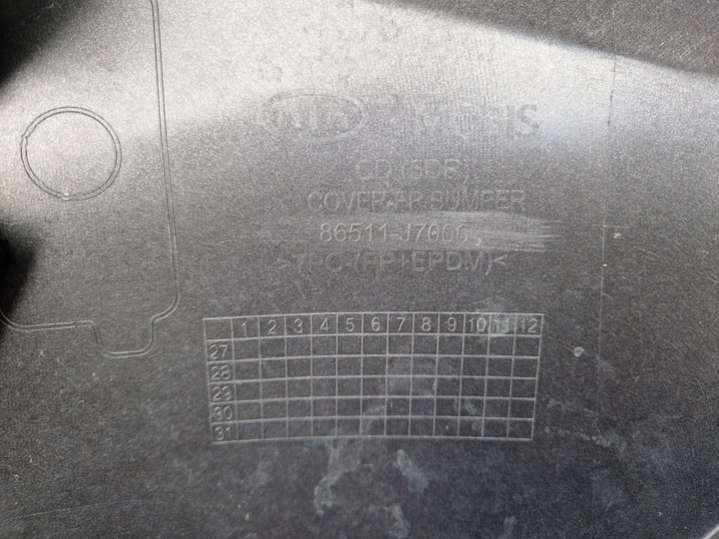 KIA MOBIS
CD (5DR)
COVER-FR BUMPER
86511-J7000
>TPO-(PP+EPDM)<
1 2 3 4 5 6 7 8 9 10 11 12
27
28
29
30
31